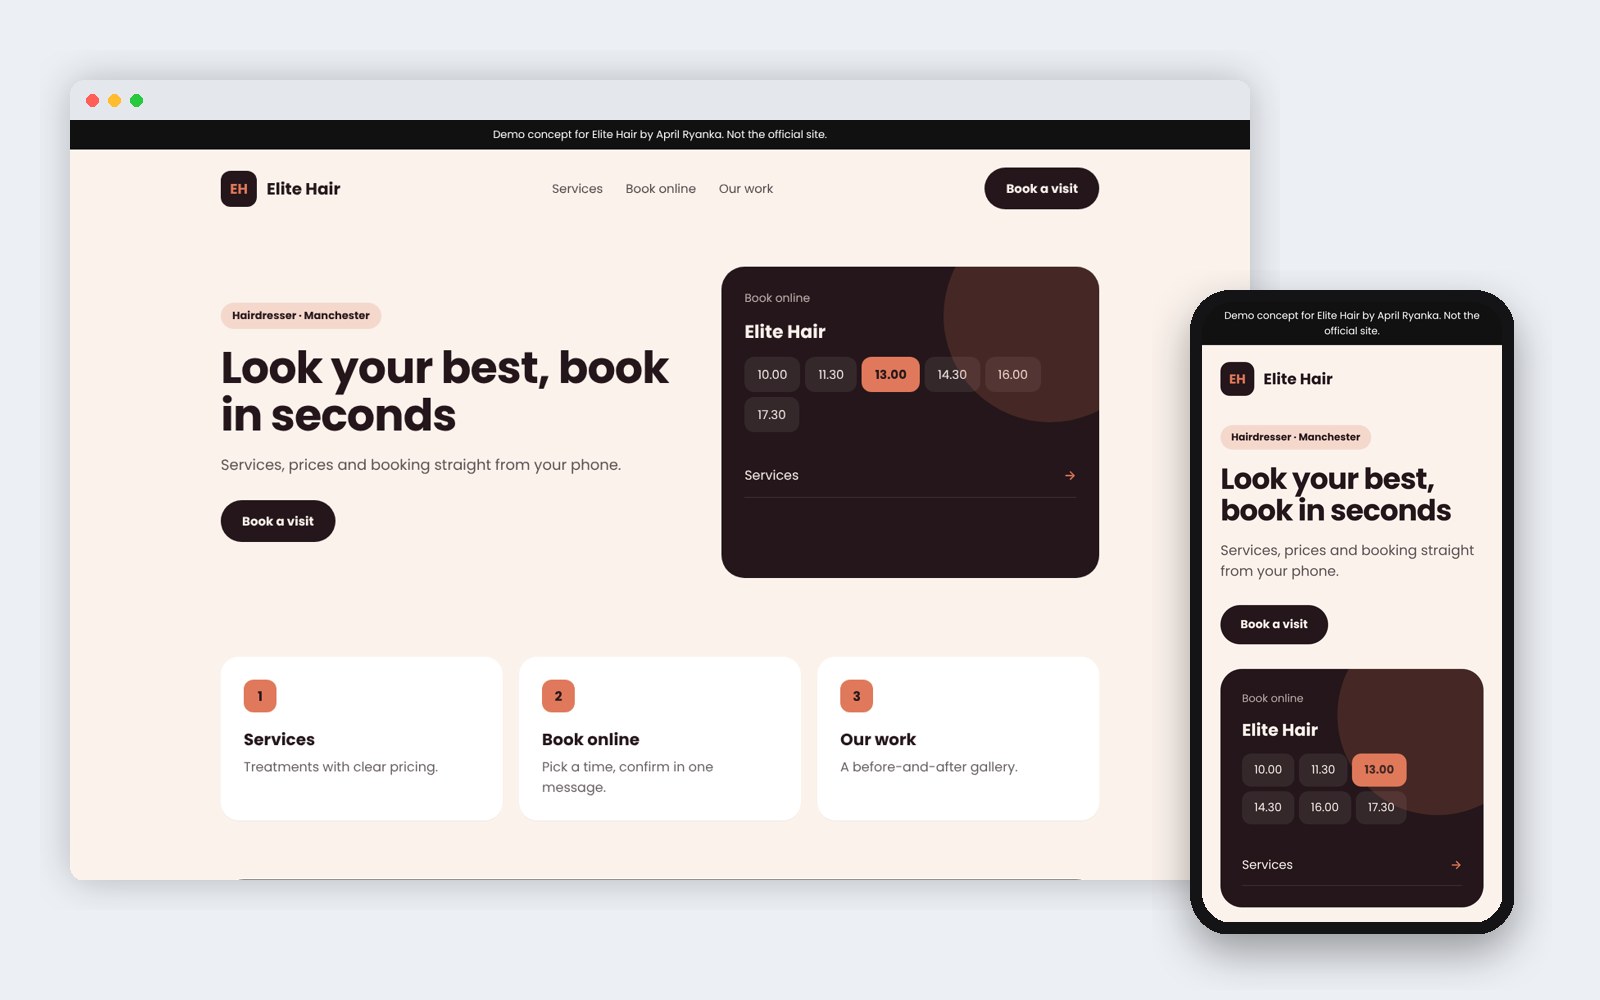 Demo concept for Elite Hair by April Ryanka. Not the official site.
EH
Elite Hair
Services
Book online
Our work
Book a visit
Hairdresser · Manchester
Look your best, book
in seconds
Services, prices and booking straight from your phone.
Book a visit
Book online
Elite Hair
10.00
11.30
13.00
14.30
16.00
17.30
Services →
1
Services
Treatments with clear pricing.
2
Book online
Pick a time, confirm in one
message.
3
Our work
A before-and-after gallery.
Demo concept for Elite Hair by April Ryanka. Not the
official site.
EH
Elite Hair
Hairdresser · Manchester
Look your best,
book in seconds
Services, prices and booking straight
from your phone.
Book a visit
Book online
Elite Hair
10.00
11.30
13.00
14.30
16.00
17.30
Services →